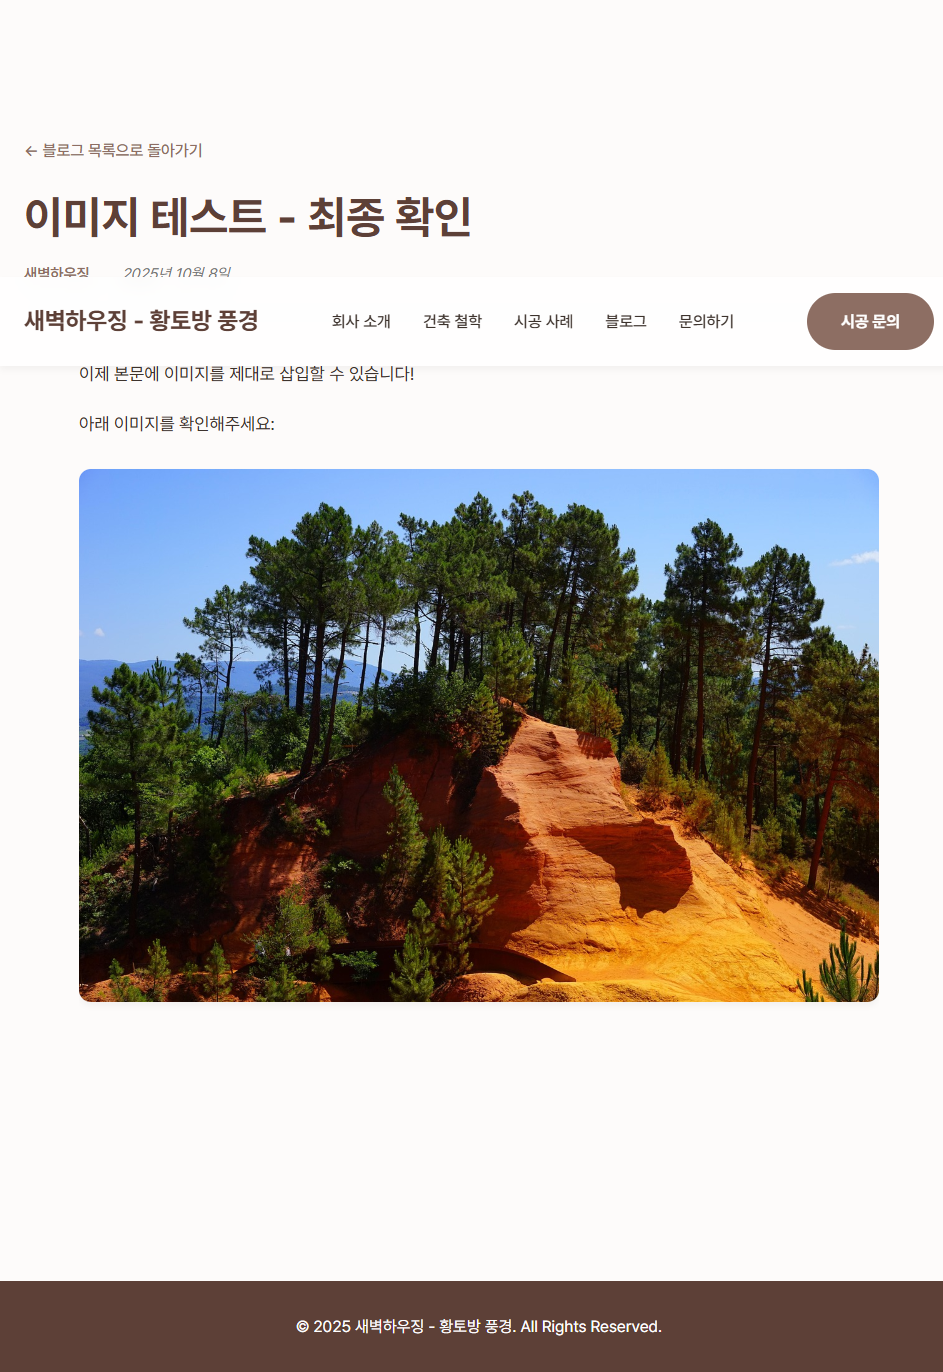 ← 블로그 목록으로 돌아가기
이미지 테스트 - 최종 확인
새벽하우징 2025년 10월 8일
새벽하우징 - 황토방 풍경 회사 소개 건축 철학 시공 사례 블로그 문의하기 시공 문의
이제 본문에 이미지를 제대로 삽입할 수 있습니다!
아래 이미지를 확인해주세요:
© 2025 새벽하우징 - 황토방 풍경. All Rights Reserved.